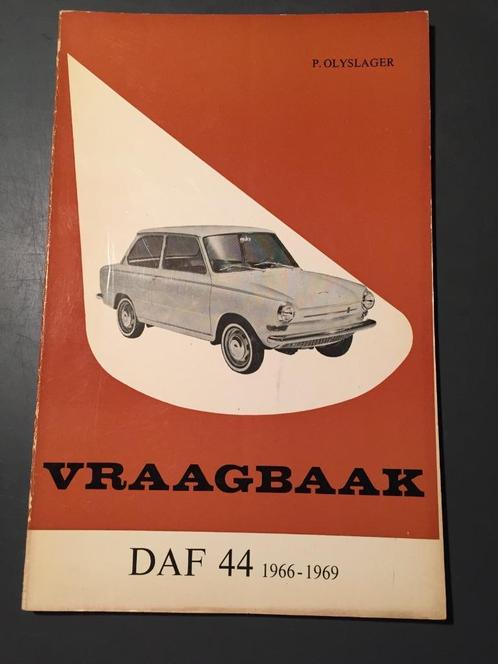 P. OLYSLAGER
VRAAGBAAK
DAF 44 1966-1969